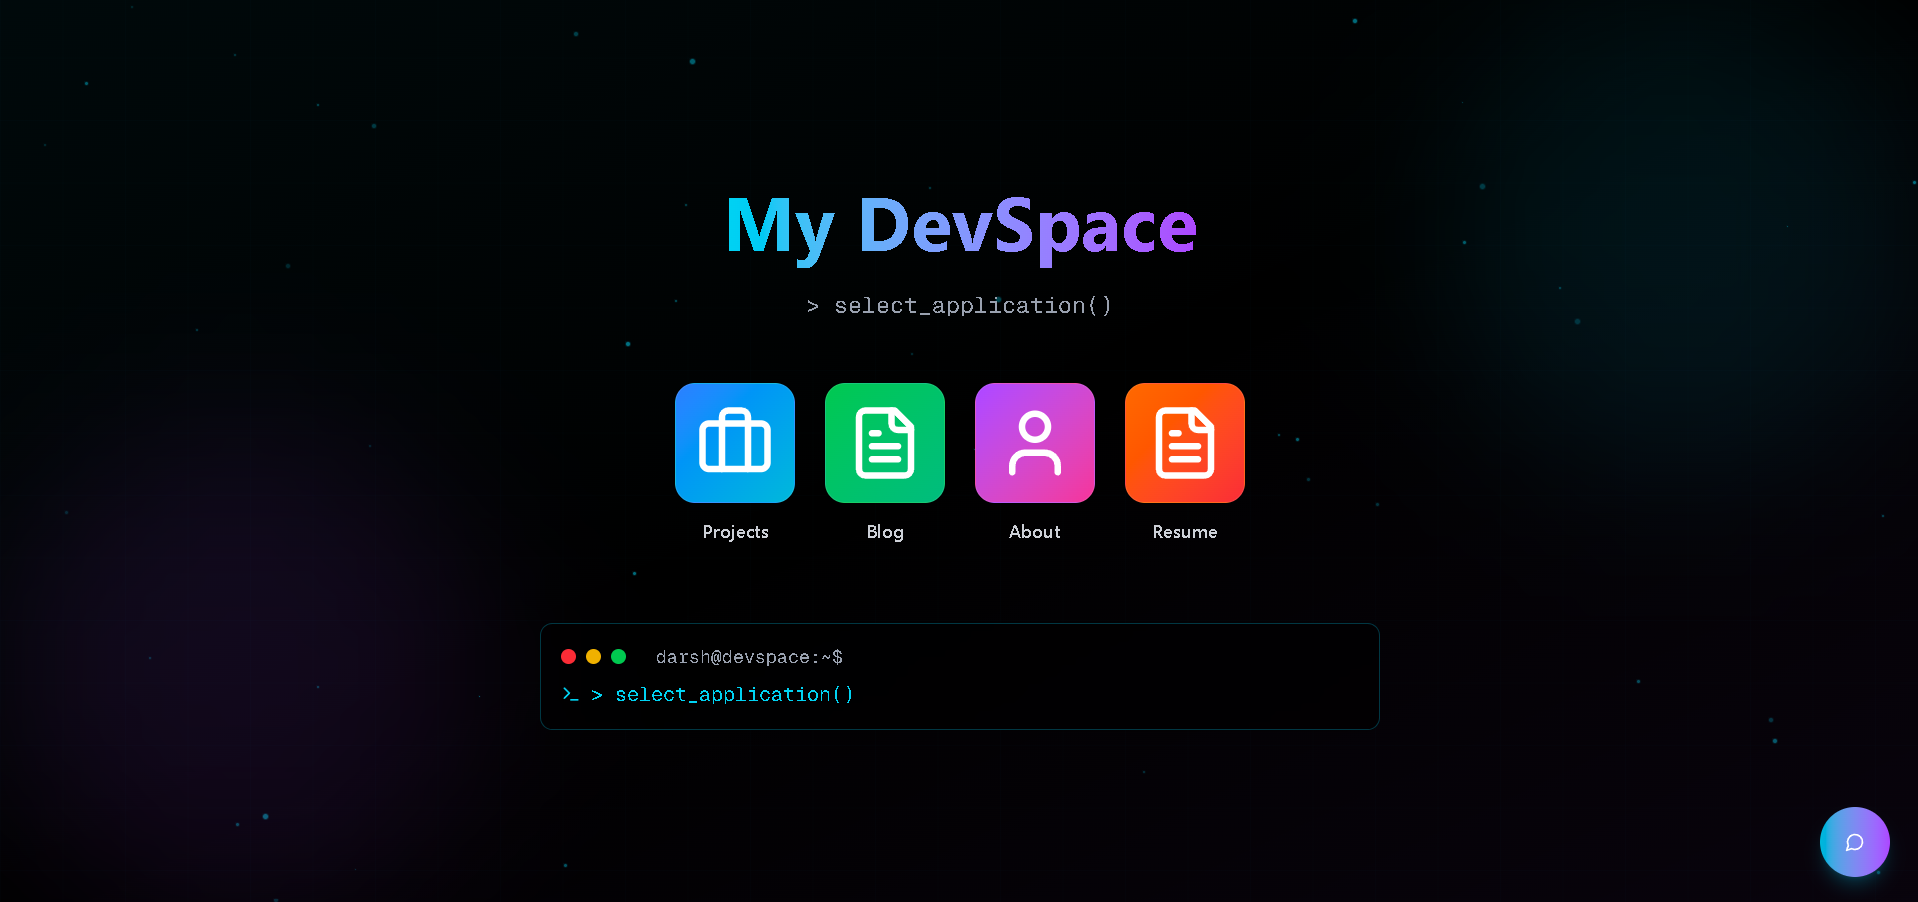 My DevSpace
> select_application()
Projects Blog About Resume
darsh@devspace:~$
> select_application()